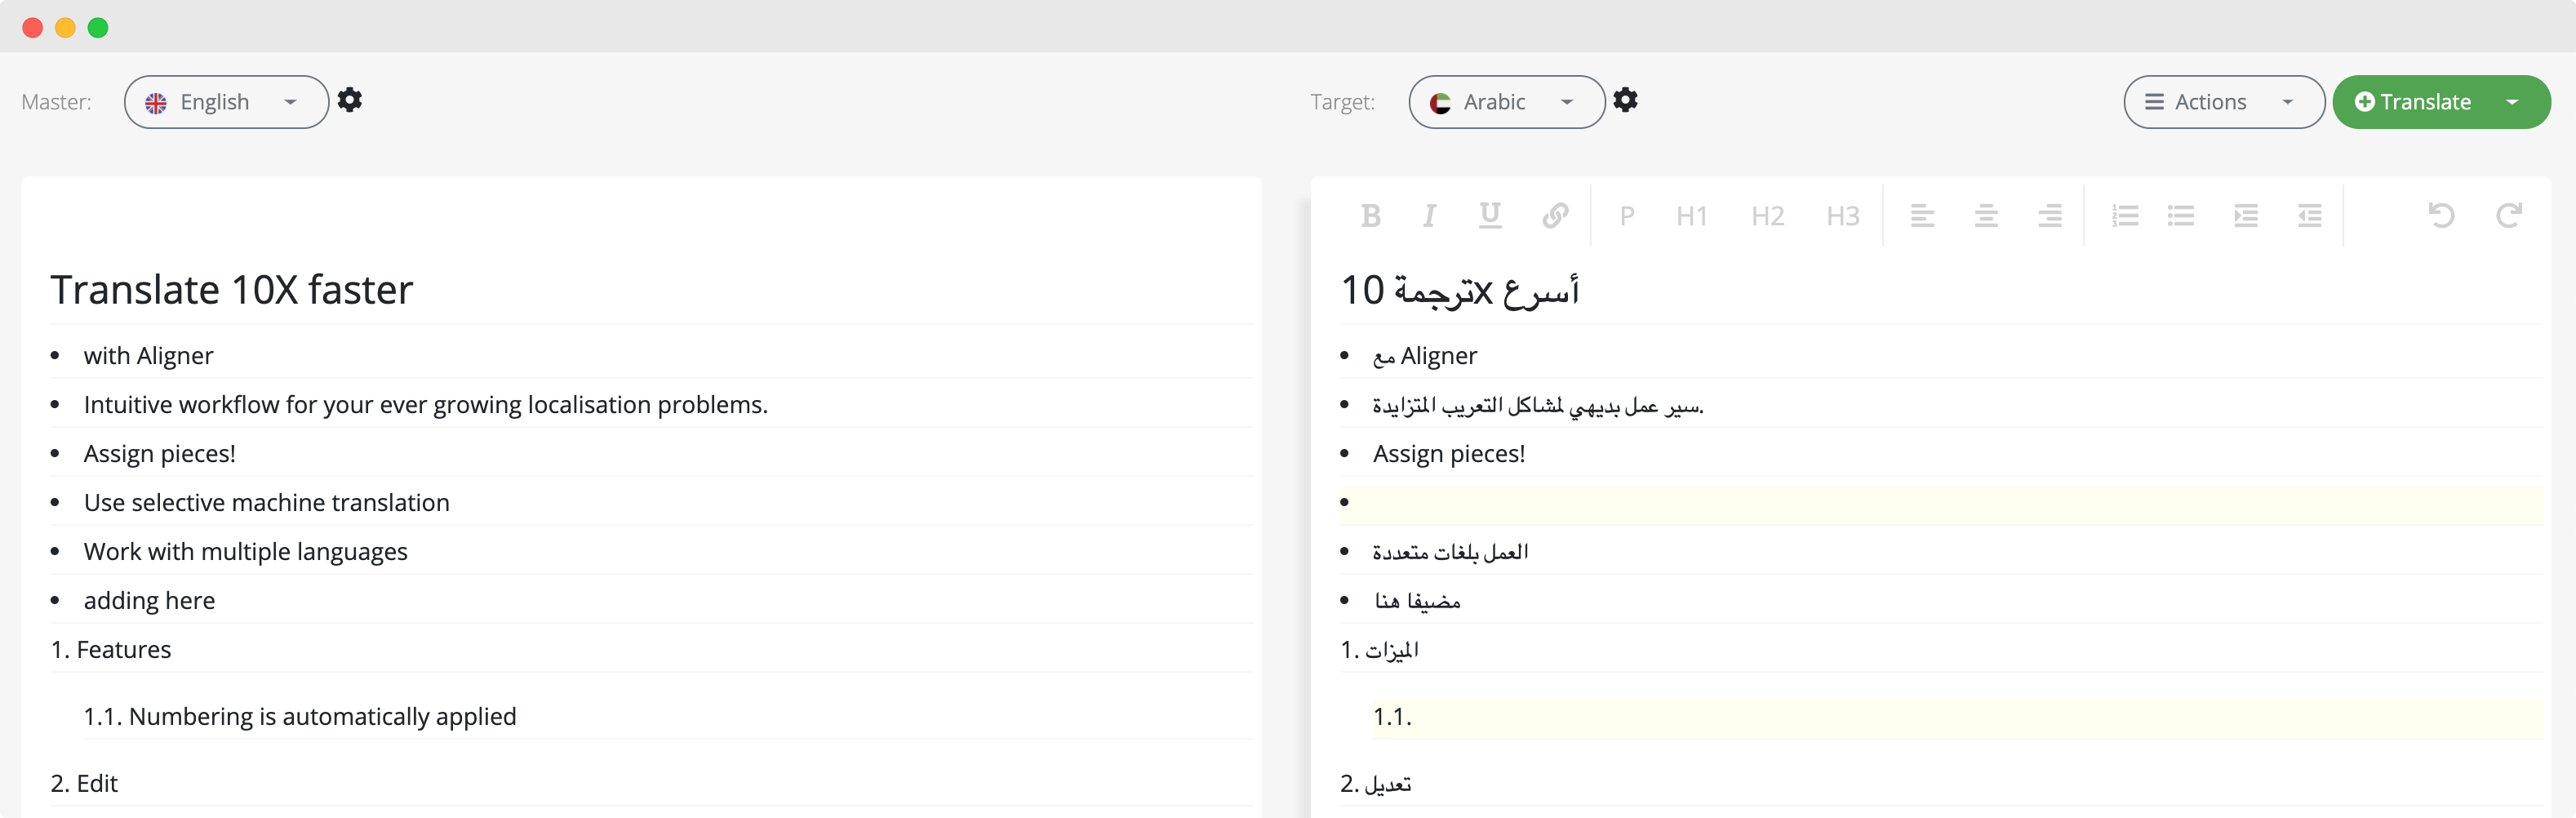 Master: English
Target: Arabic
Actions
Translate
B I U P H1 H2 H3
Translate 10X faster
• with Aligner
• Intuitive workflow for your ever growing localisation problems.
• Assign pieces!
• Use selective machine translation
• Work with multiple languages
• adding here
1. Features
1.1. Numbering is automatically applied
2. Edit
ترجمة 10x أسرع
• مع Aligner
• سير عمل بديهي لمشاكل التعريب المتزايدة.
• Assign pieces!
•
• العمل بلغات متعددة
• مضيفا هنا
1. الميزات
1.1.
2. تعديل